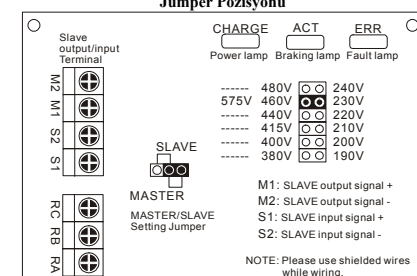 Jumper Pozisyonu
Slave
output/input
Terminal
CHARGE ACT ERR
Power lamp Braking lamp Fault lamp
M2
M1
S2
S1
------ 480V 240V
575V 460V 230V
------ 440V 220V
------ 415V 210V
------ 400V 200V
------ 380V 190V
SLAVE
MASTER
MASTER/SLAVE
Setting Jumper
RC
RB
RA
M1: SLAVE output signal +
M2: SLAVE output signal -
S1: SLAVE input signal +
S2: SLAVE input signal -
NOTE: Please use shielded wires
while wiring.